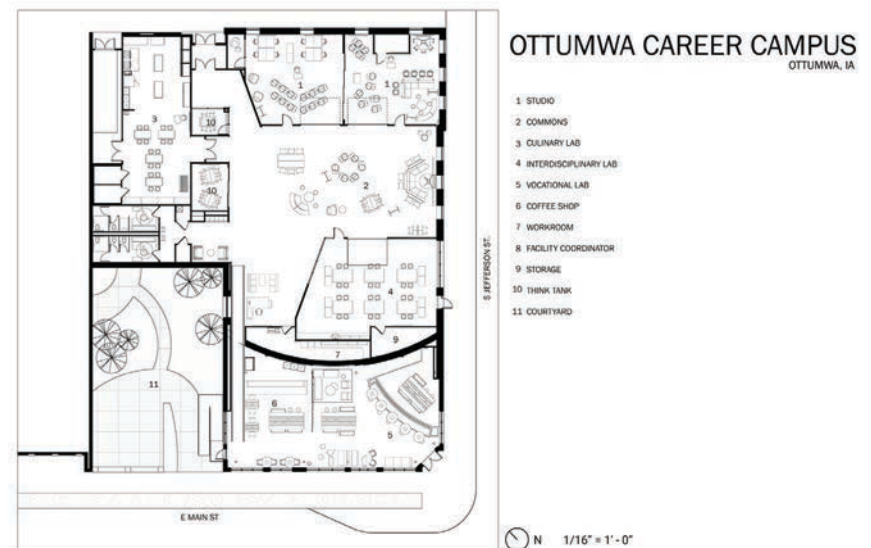 OTTUMWA CAREER CAMPUS
OTTUMWA, IA
1 STUDIO
2 COMMONS
3 CULINARY LAB
4 INTERDISCIPLINARY LAB
5 VOCATIONAL LAB
6 COFFEE SHOP
7 WORKROOM
8 FACILITY COORDINATOR
9 STORAGE
10 THINK TANK
11 COURTYARD
1
1
3
10
2
10
4
S JEFFERSON ST.
9
7
11
6
5
E MAIN ST
N 1/16" = 1' - 0"